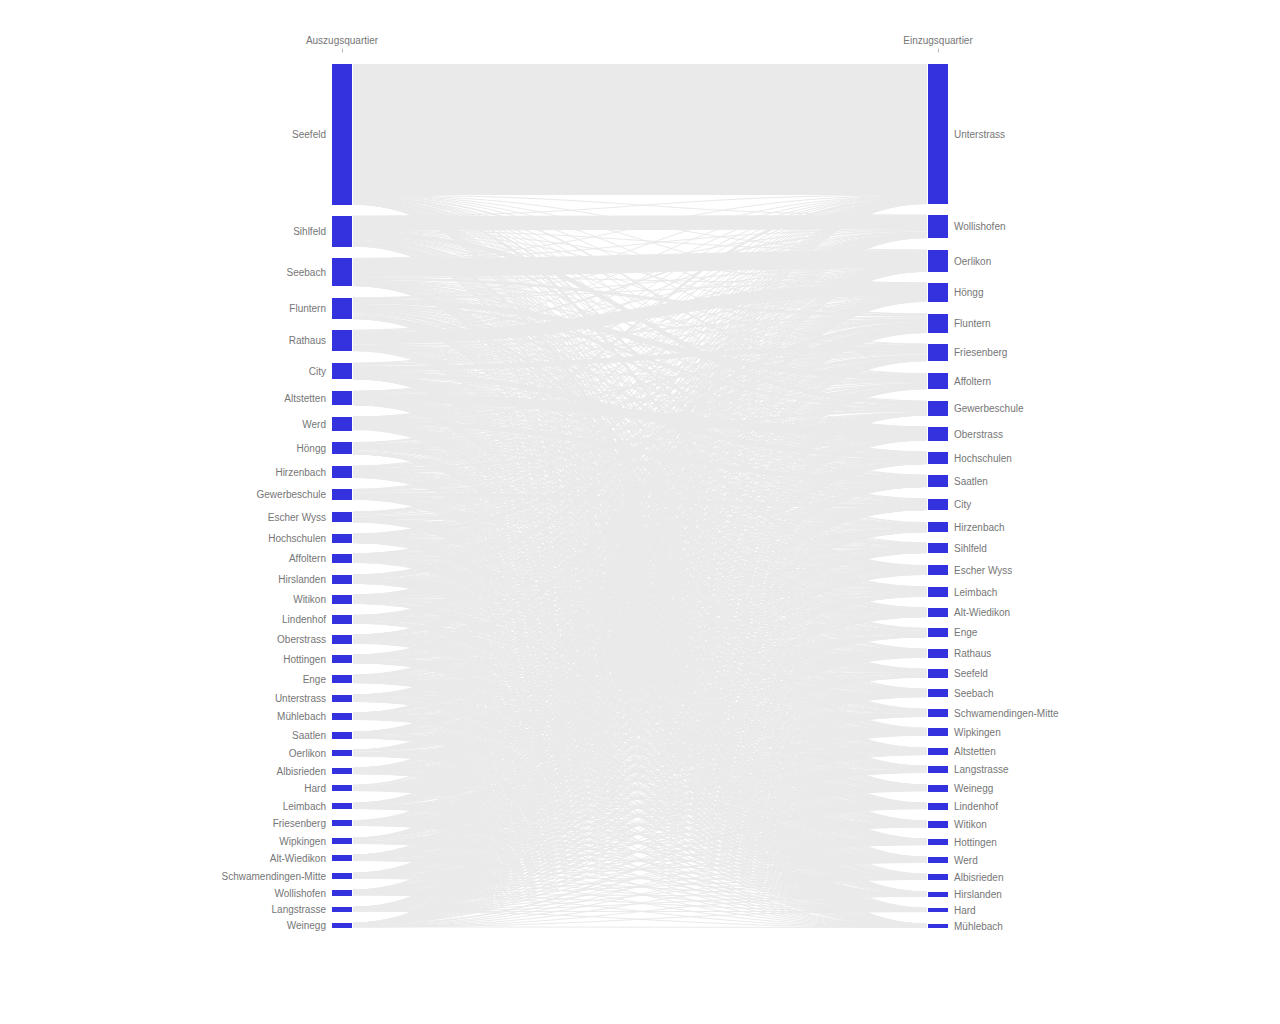 Auszugsquartier
Einzugsquartier
Seefeld
Sihlfeld
Seebach
Fluntern
Rathaus
City
Altstetten
Werd
Höngg
Hirzenbach
Gewerbeschule
Escher Wyss
Hochschulen
Affoltern
Hirslanden
Witikon
Lindenhof
Oberstrass
Hottingen
Enge
Unterstrass
Mühlebach
Saatlen
Oerlikon
Albisrieden
Hard
Leimbach
Friesenberg
Wipkingen
Alt-Wiedikon
Schwamendingen-Mitte
Wollishofen
Langstrasse
Weinegg
Unterstrass
Wollishofen
Oerlikon
Höngg
Fluntern
Friesenberg
Affoltern
Gewerbeschule
Oberstrass
Hochschulen
Saatlen
City
Hirzenbach
Sihlfeld
Escher Wyss
Leimbach
Alt-Wiedikon
Enge
Rathaus
Seefeld
Seebach
Schwamendingen-Mitte
Wipkingen
Altstetten
Langstrasse
Weinegg
Lindenhof
Witikon
Hottingen
Werd
Albisrieden
Hirslanden
Hard
Mühlebach